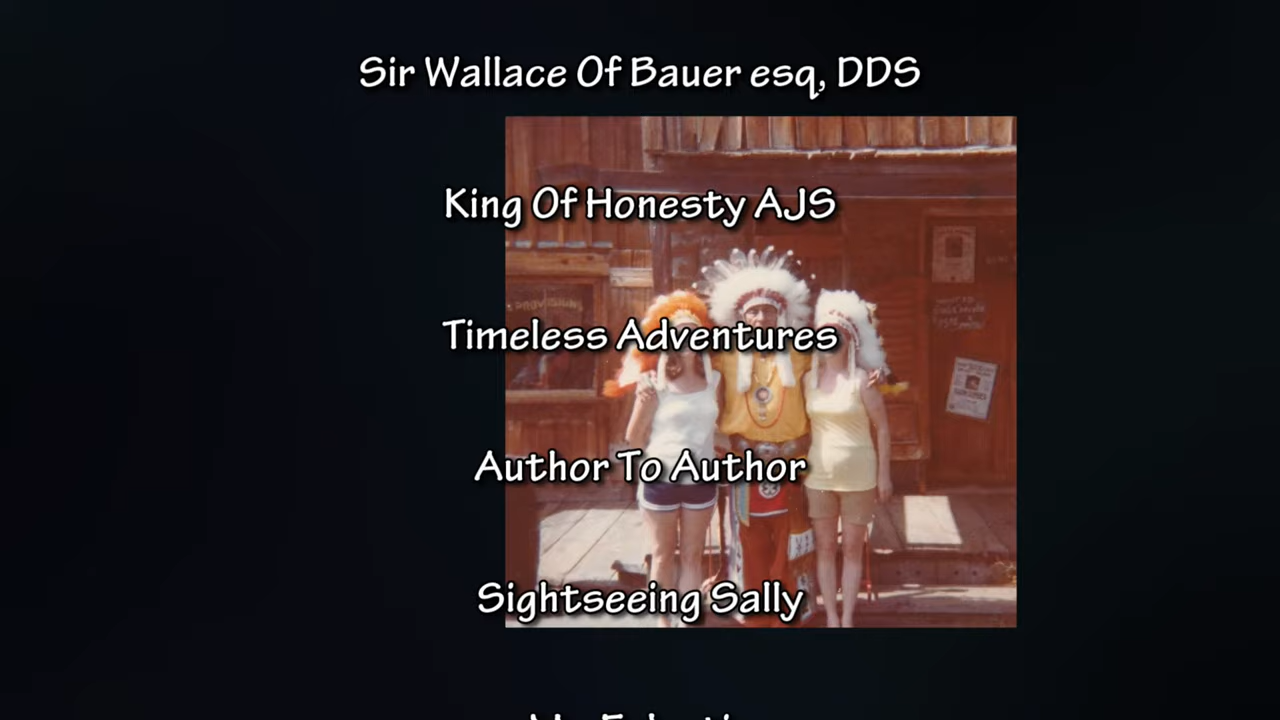 Sir Wallace Of Bauer esq, DDS
King Of Honesty AJS
Timeless Adventures
Author To Author
Sightseeing Sally